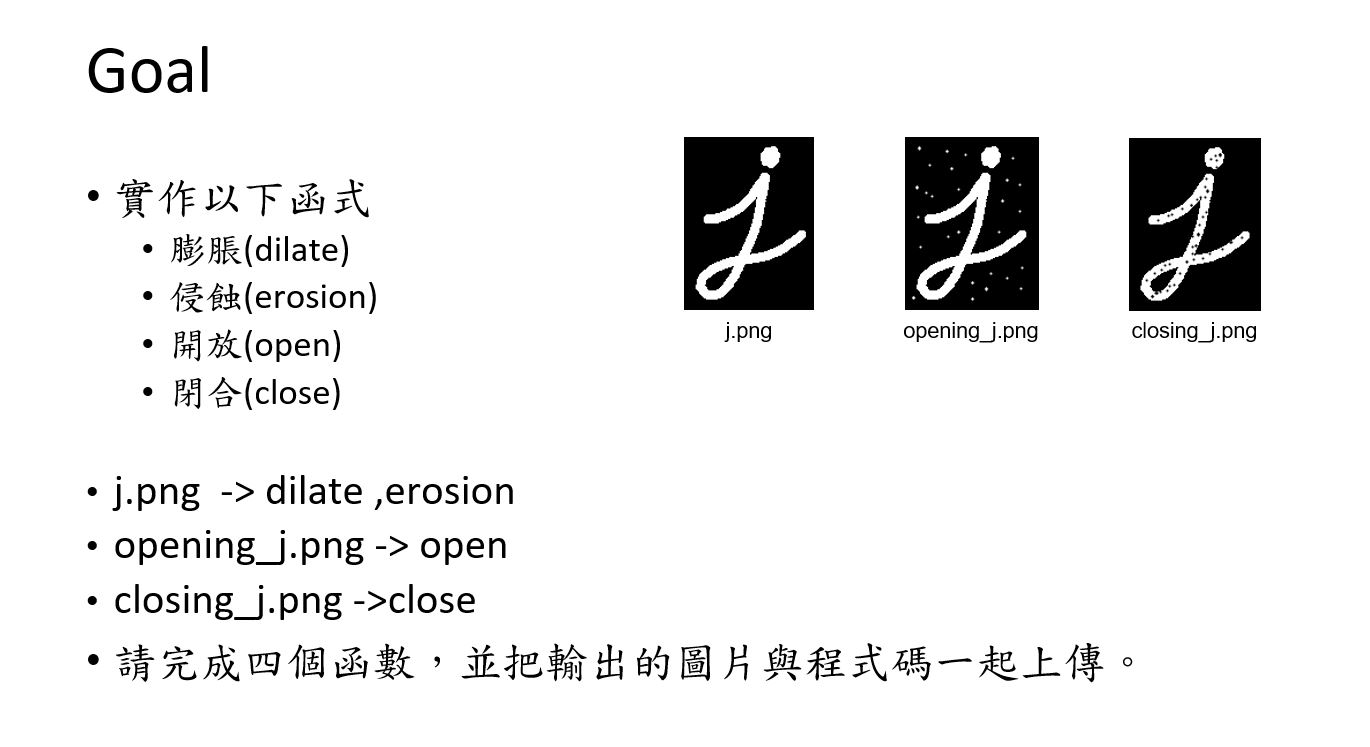 Goal
• 實作以下函式
• 膨脹(dilate)
• 侵蝕(erosion)
• 開放(open)
• 閉合(close)
j.png
opening_j.png
closing_j.png
• j.png -> dilate ,erosion
• opening_j.png -> open
• closing_j.png ->close
• 請完成四個函數，並把輸出的圖片與程式碼一起上傳。